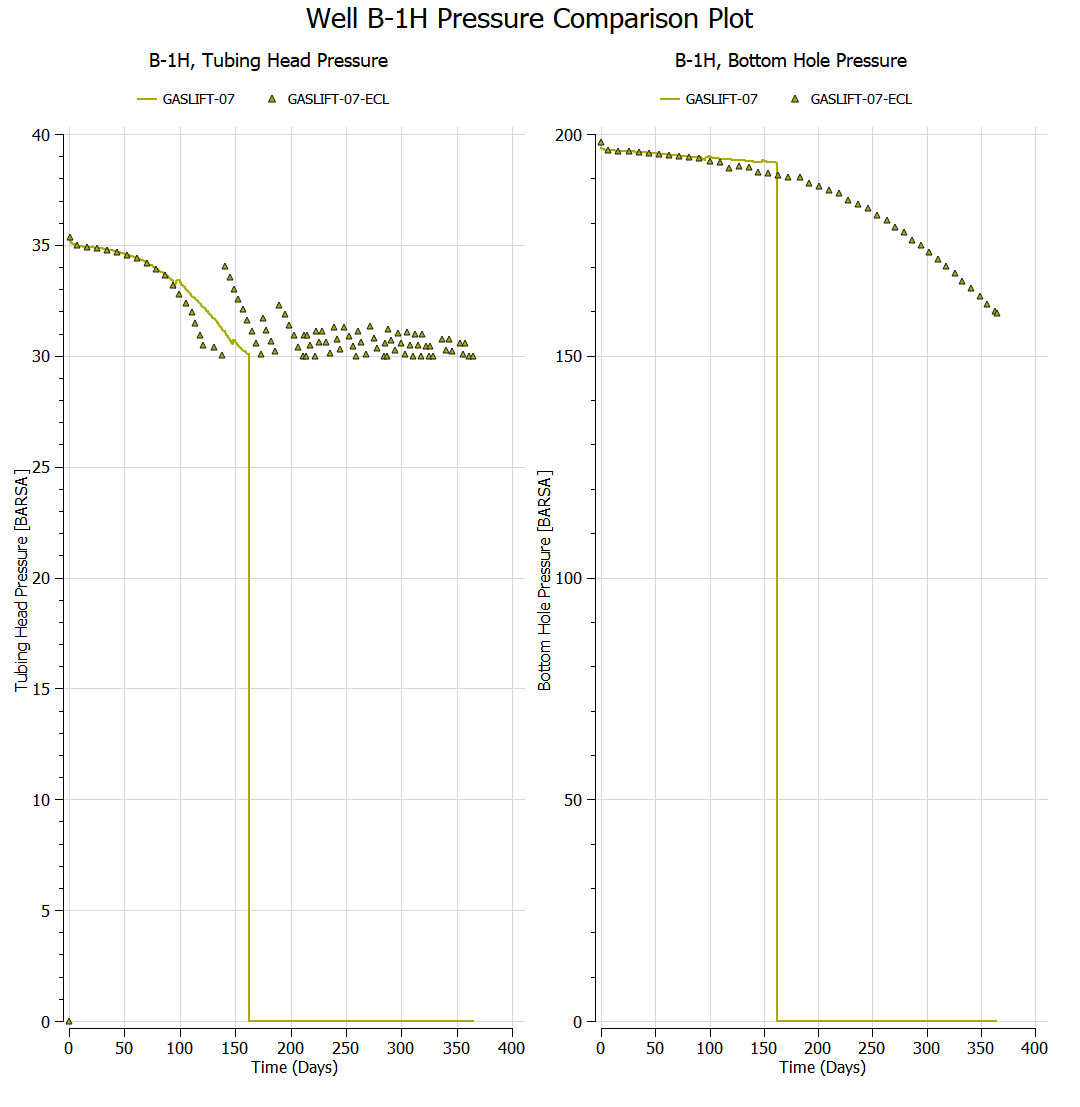 Well B-1H Pressure Comparison Plot
B-1H, Tubing Head Pressure
GASLIFT-07 GASLIFT-07-ECL
40
35
30
25
20
15
10
5
0
Tubing Head Pressure [BARSA]
0 50 100 150 200 250 300 350 400
Time (Days)
B-1H, Bottom Hole Pressure
GASLIFT-07 GASLIFT-07-ECL
200
150
100
50
0
Bottom Hole Pressure [BARSA]
0 50 100 150 200 250 300 350 400
Time (Days)